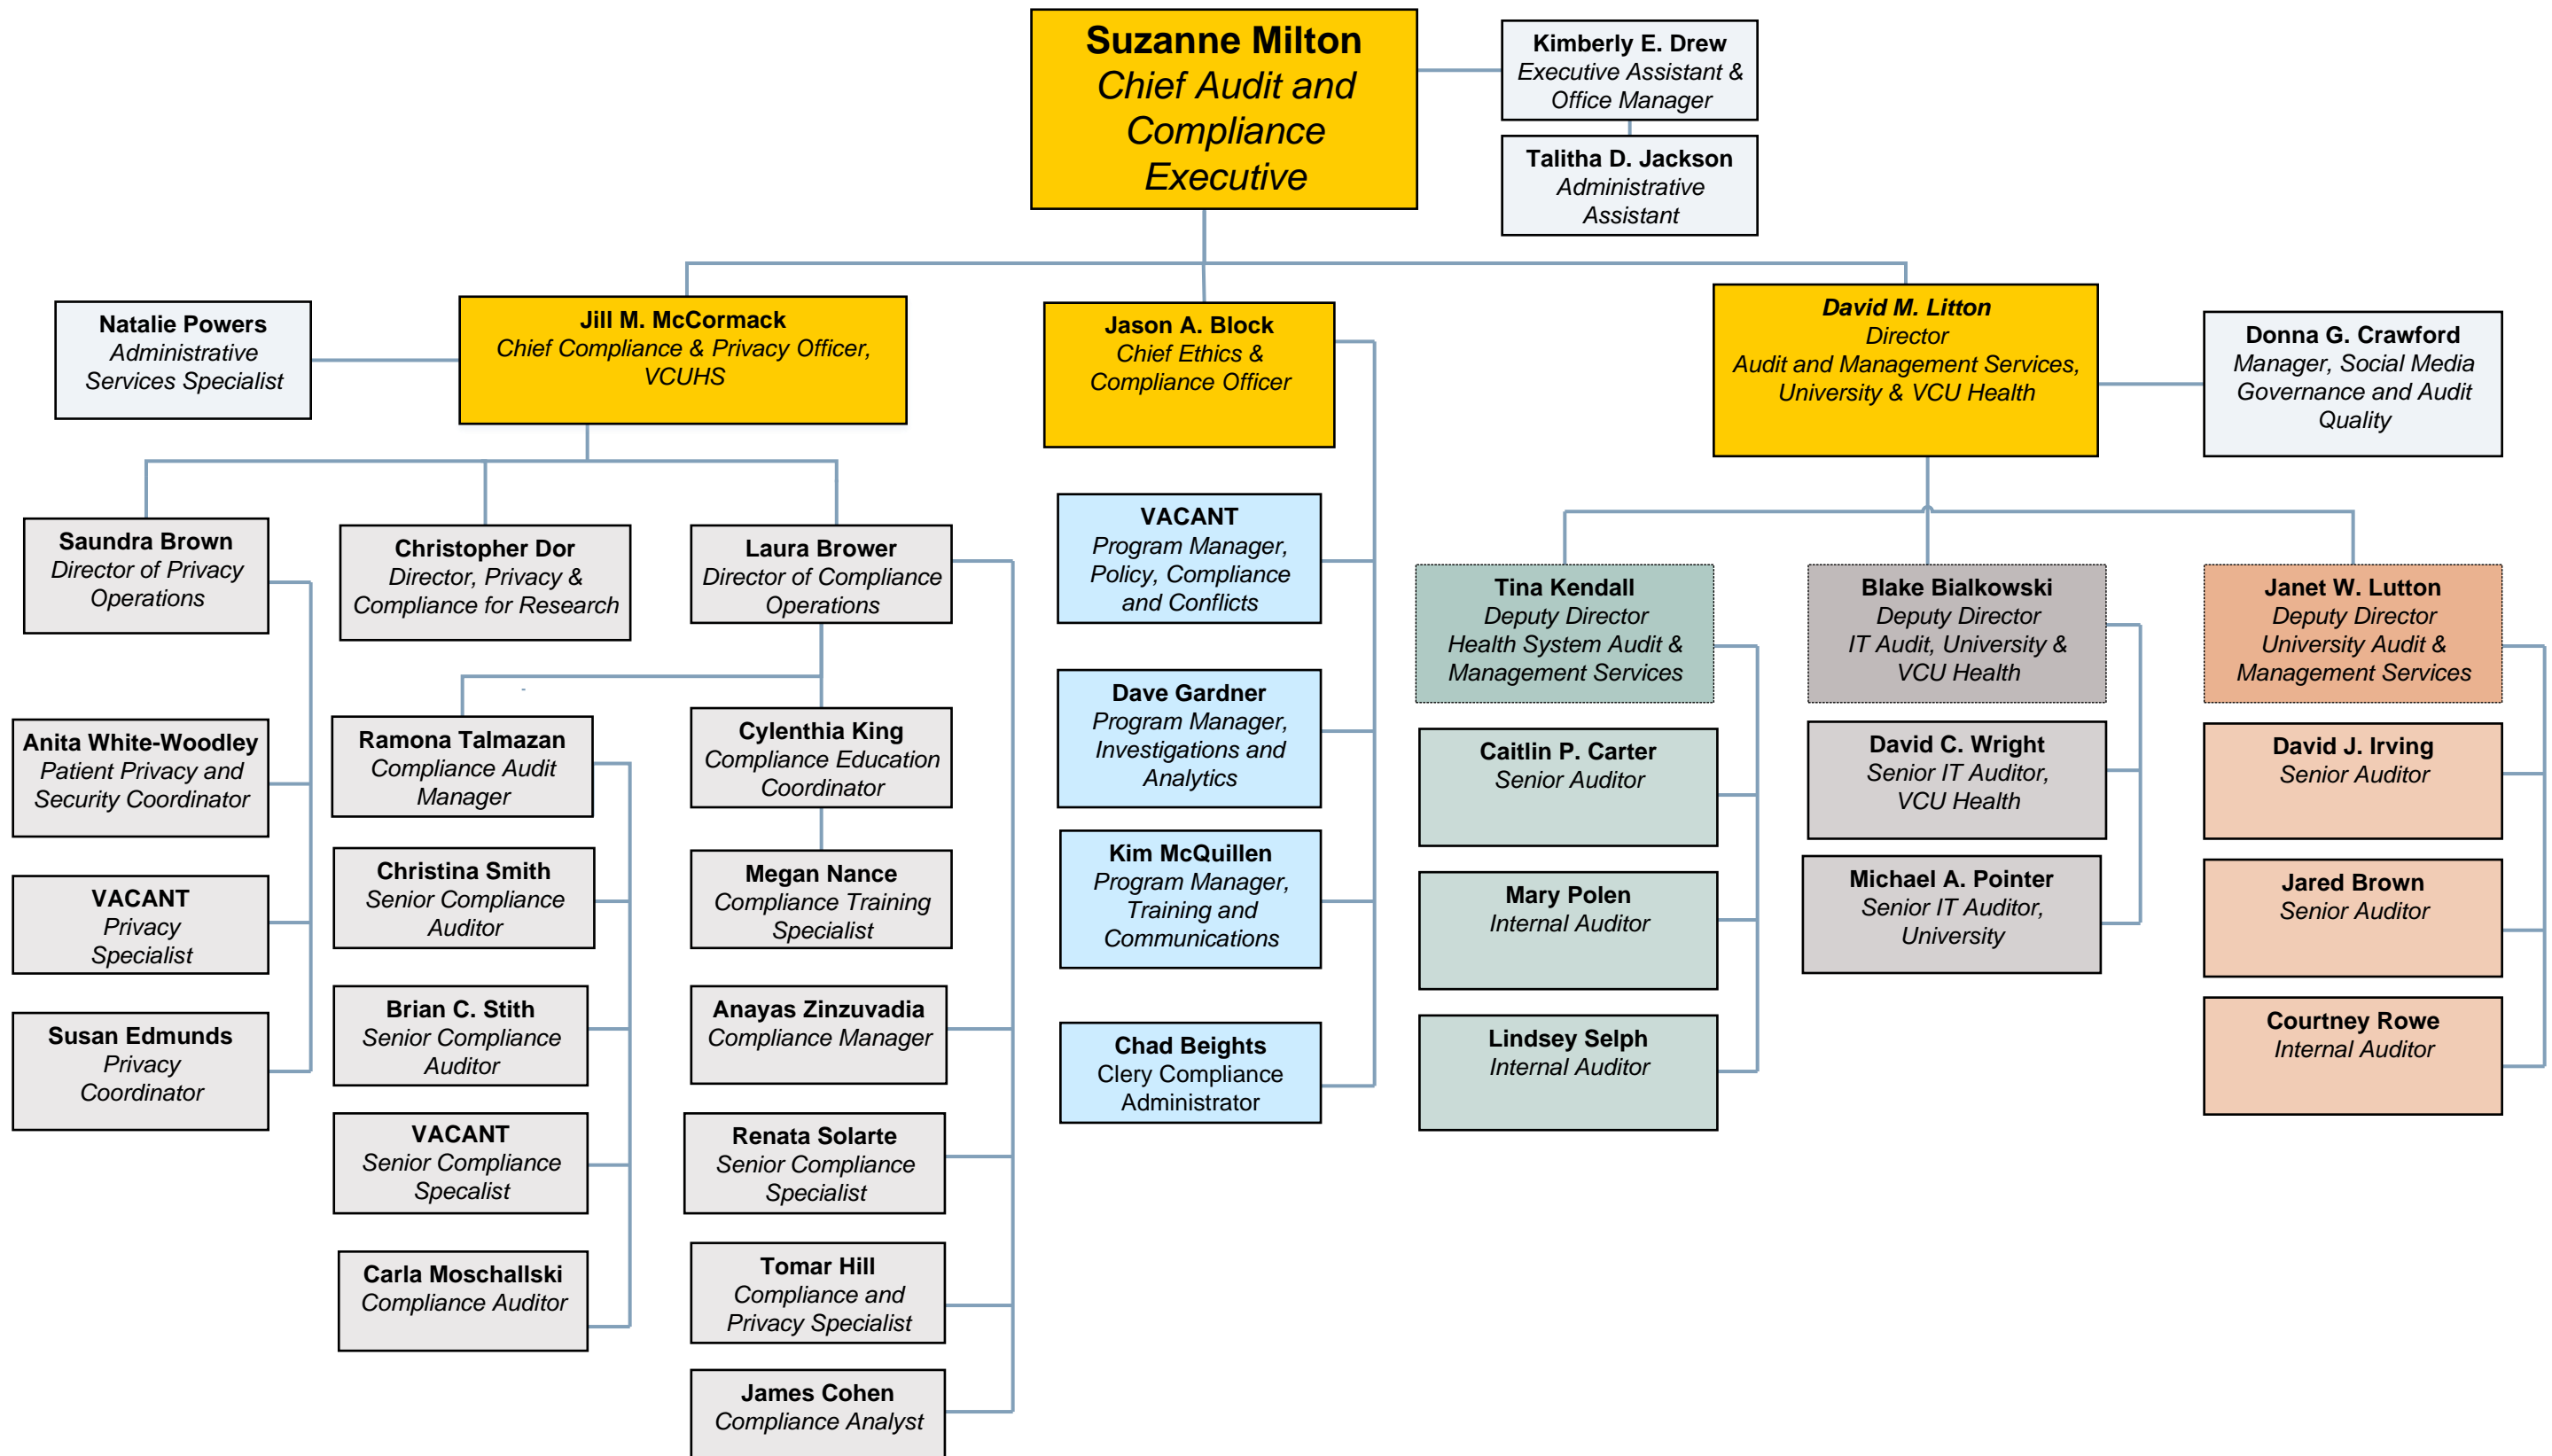 Suzanne Milton
Chief Audit and
Compliance
Executive
Kimberly E. Drew
Executive Assistant &
Office Manager
Talitha D. Jackson
Administrative
Assistant
Natalie Powers
Administrative
Services Specialist
Jill M. McCormack
Chief Compliance & Privacy Officer,
VCUHS
Jason A. Block
Chief Ethics &
Compliance Officer
David M. Litton
Director
Audit and Management Services,
University & VCU Health
Donna G. Crawford
Manager, Social Media
Governance and Audit
Quality
Saundra Brown
Director of Privacy
Operations
Anita White-Woodley
Patient Privacy and
Security Coordinator
VACANT
Privacy
Specialist
Susan Edmunds
Privacy
Coordinator
Christopher Dor
Director, Privacy &
Compliance for Research
Laura Brower
Director of Compliance
Operations
Ramona Talmazan
Compliance Audit
Manager
Christina Smith
Senior Compliance
Auditor
Brian C. Stith
Senior Compliance
Auditor
VACANT
Senior Compliance
Specalist
Carla Moschallski
Compliance Auditor
Cylenthia King
Compliance Education
Coordinator
Megan Nance
Compliance Training
Specialist
Anayas Zinzuvadia
Compliance Manager
Renata Solarte
Senior Compliance
Specialist
Tomar Hill
Compliance and
Privacy Specialist
James Cohen
Compliance Analyst
VACANT
Program Manager,
Policy, Compliance
and Conflicts
Dave Gardner
Program Manager,
Investigations and
Analytics
Kim McQuillen
Program Manager,
Training and
Communications
Chad Beights
Clery Compliance
Administrator
Tina Kendall
Deputy Director
Health System Audit &
Management Services
Caitlin P. Carter
Senior Auditor
Mary Polen
Internal Auditor
Lindsey Selph
Internal Auditor
Blake Bialkowski
Deputy Director
IT Audit, University &
VCU Health
David C. Wright
Senior IT Auditor,
VCU Health
Michael A. Pointer
Senior IT Auditor,
University
Janet W. Lutton
Deputy Director
University Audit &
Management Services
David J. Irving
Senior Auditor
Jared Brown
Senior Auditor
Courtney Rowe
Internal Auditor